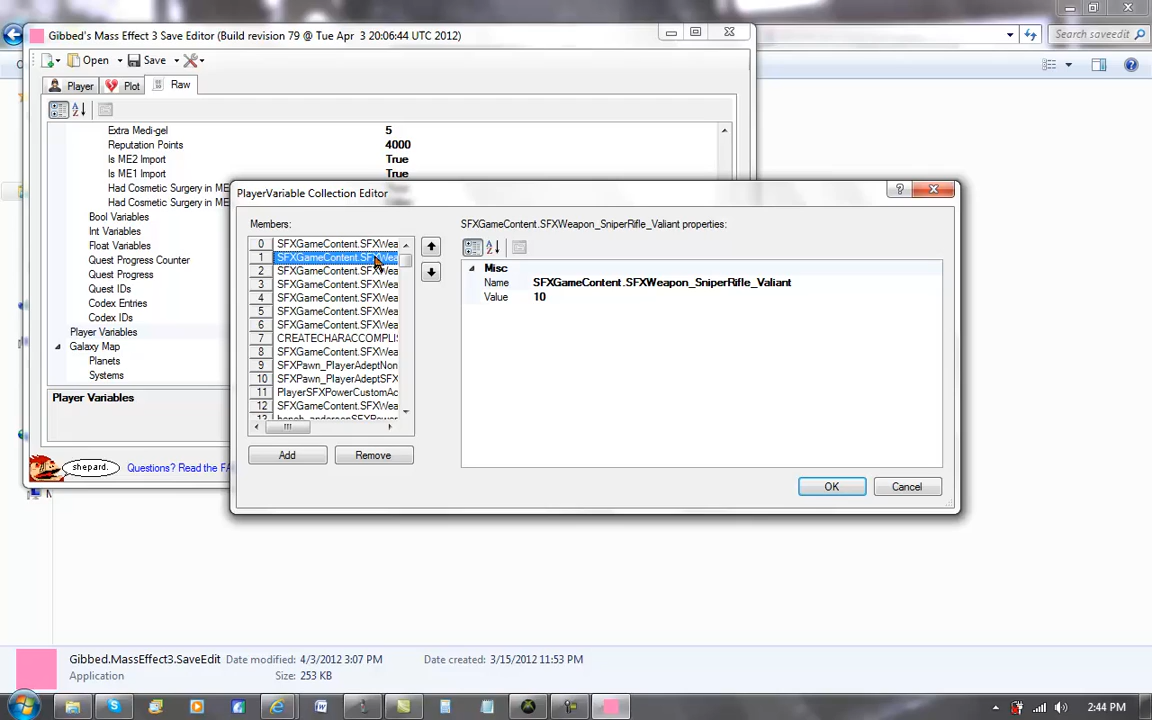 Gibbed's Mass Effect 3 Save Editor (Build revision 79 @ Tue Apr 3 20:06:44 UTC 2012)
Search saveedit
Open
Save
Player
Plot
Raw
Extra Medi-gel 5
Reputation Points 4000
Is ME2 Import True
Is ME1 Import True
Had Cosmetic Surgery in ME
Had Cosmetic Surgery in ME
Bool Variables
Int Variables
Float Variables
Quest Progress Counter
Quest Progress
Quest IDs
Codex Entries
Codex IDs
Player Variables
Galaxy Map
Planets
Systems
Player Variables
shepard.
Questions? Read the FA
PlayerVariable Collection Editor
Members:
0 SFXGameContent.SFXWea
1 SFXGameContent.SFXWea
2 SFXGameContent.SFXWea
3 SFXGameContent.SFXWea
4 SFXGameContent.SFXWea
5 SFXGameContent.SFXWea
6 SFXGameContent.SFXWea
7 CREATECHARACCOMPLI
8 SFXGameContent.SFXWea
9 SFXPawn_PlayerAdeptNon
10 SFXPawn_PlayerAdeptSFX
11 PlayerSFXPowerCustomAc
12 SFXGameContent.SFXWea
Add
Remove
SFXGameContent.SFXWeapon_SniperRifle_Valiant properties:
Misc
Name SFXGameContent.SFXWeapon_SniperRifle_Valiant
Value 10
OK
Cancel
Gibbed.MassEffect3.SaveEdit Date modified: 4/3/2012 3:07 PM Date created: 3/15/2012 11:53 PM
Application Size: 253 KB
2:44 PM